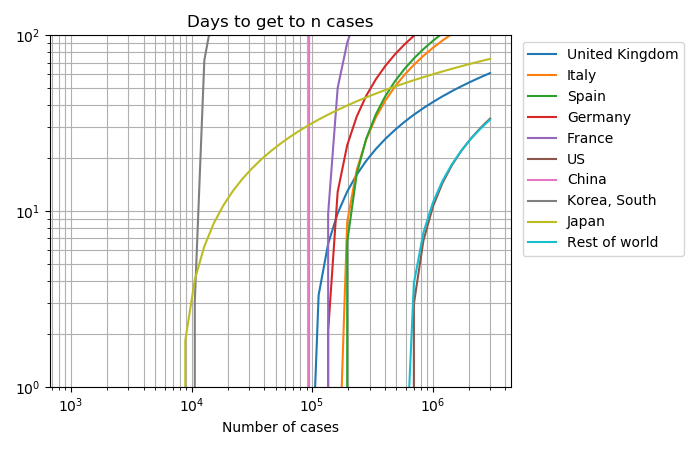 Days to get to n cases
10²
10¹
10⁰
10³
10⁴
10⁵
10⁶
Number of cases
United Kingdom
Italy
Spain
Germany
France
US
China
Korea, South
Japan
Rest of world